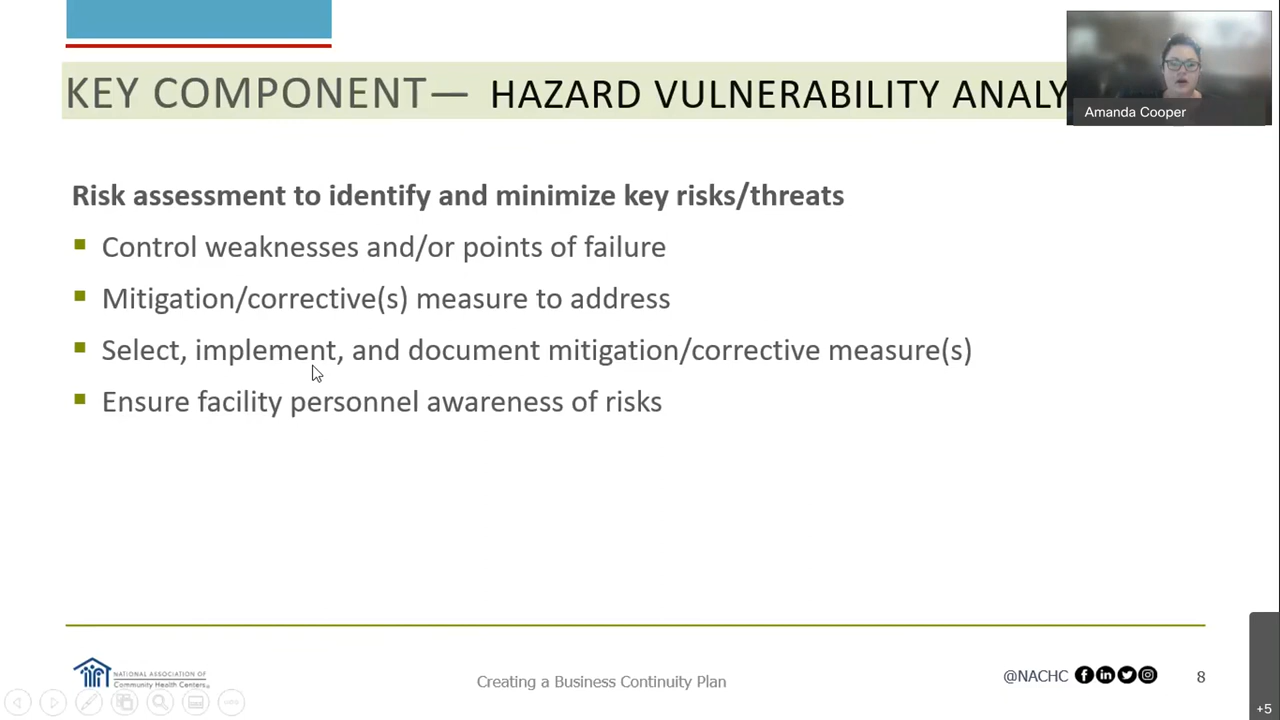 KEY COMPONENT— HAZARD VULNERABILITY ANALY
Amanda Cooper
Risk assessment to identify and minimize key risks/threats
Control weaknesses and/or points of failure
Mitigation/corrective(s) measure to address
Select, implement, and document mitigation/corrective measure(s)
Ensure facility personnel awareness of risks
NATIONAL ASSOCIATION OF
Community Health Centers
Creating a Business Continuity Plan
@NACHC
8
+5